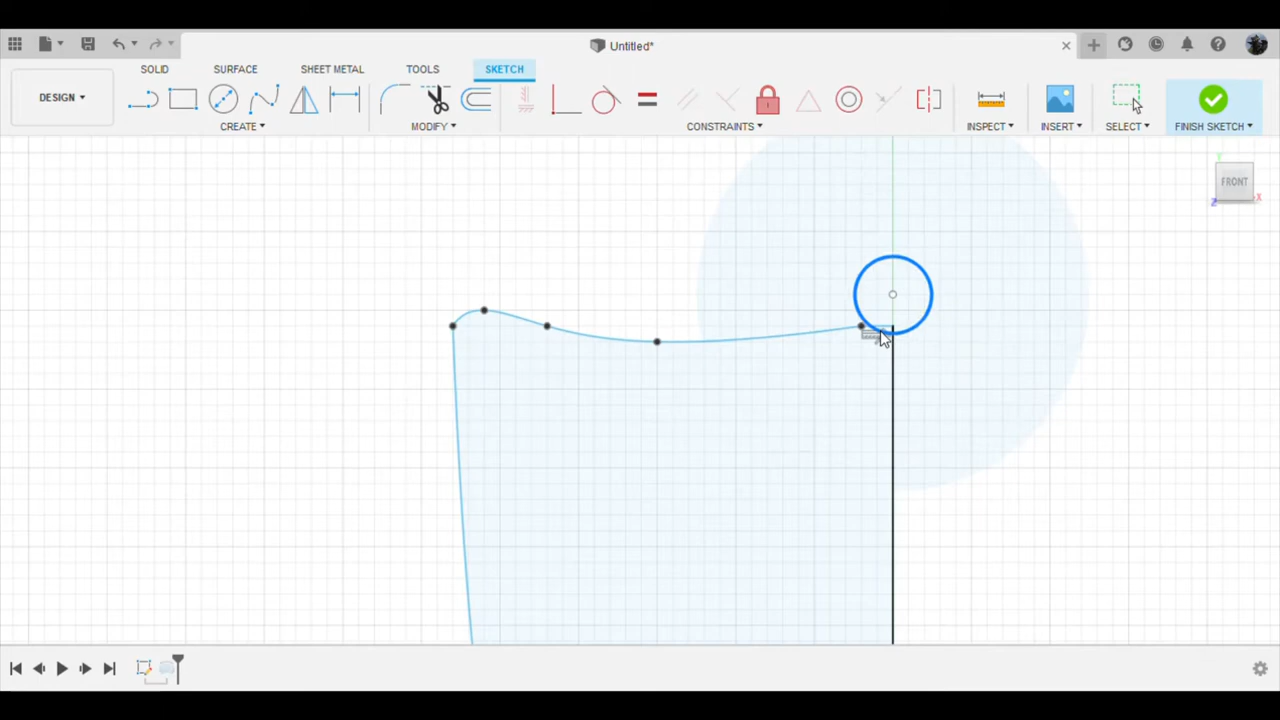 Untitled*
SOLID SURFACE SHEET METAL TOOLS SKETCH
DESIGN
CREATE MODIFY CONSTRAINTS INSPECT INSERT SELECT FINISH SKETCH
Y
FRONT
Z X